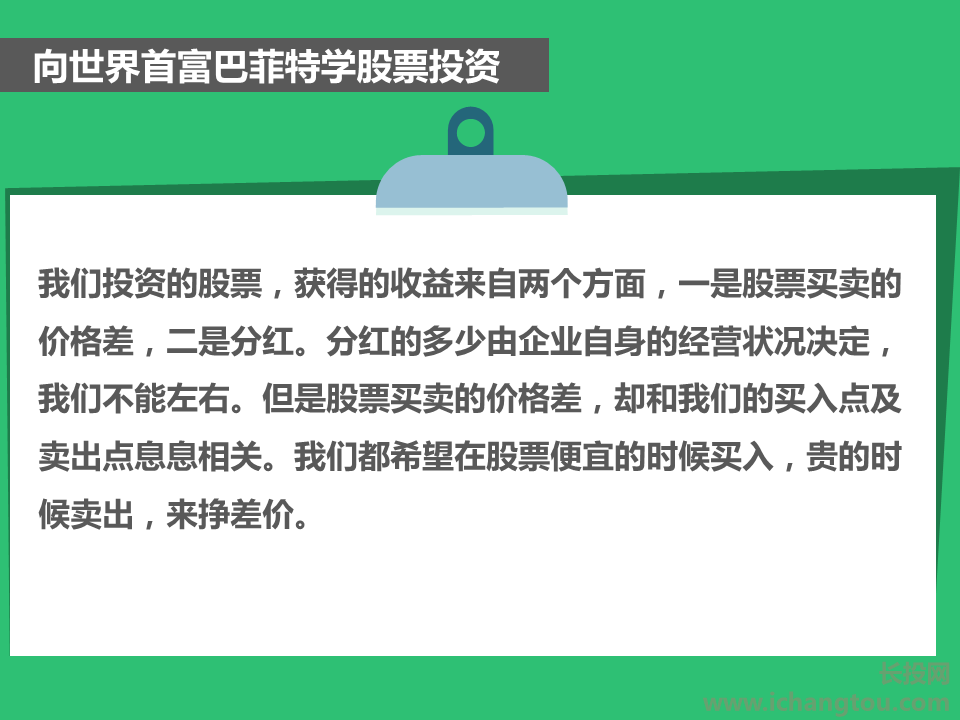 向世界首富巴菲特学股票投资
我们投资的股票，获得的收益来自两个方面，一是股票买卖的
价格差，二是分红。分红的多少由企业自身的经营状况决定，
我们不能左右。但是股票买卖的价格差，却和我们的买入点及
卖出点息息相关。我们都希望在股票便宜的时候买入，贵的时
候卖出，来挣差价。
长投网
www.ichangtou.com